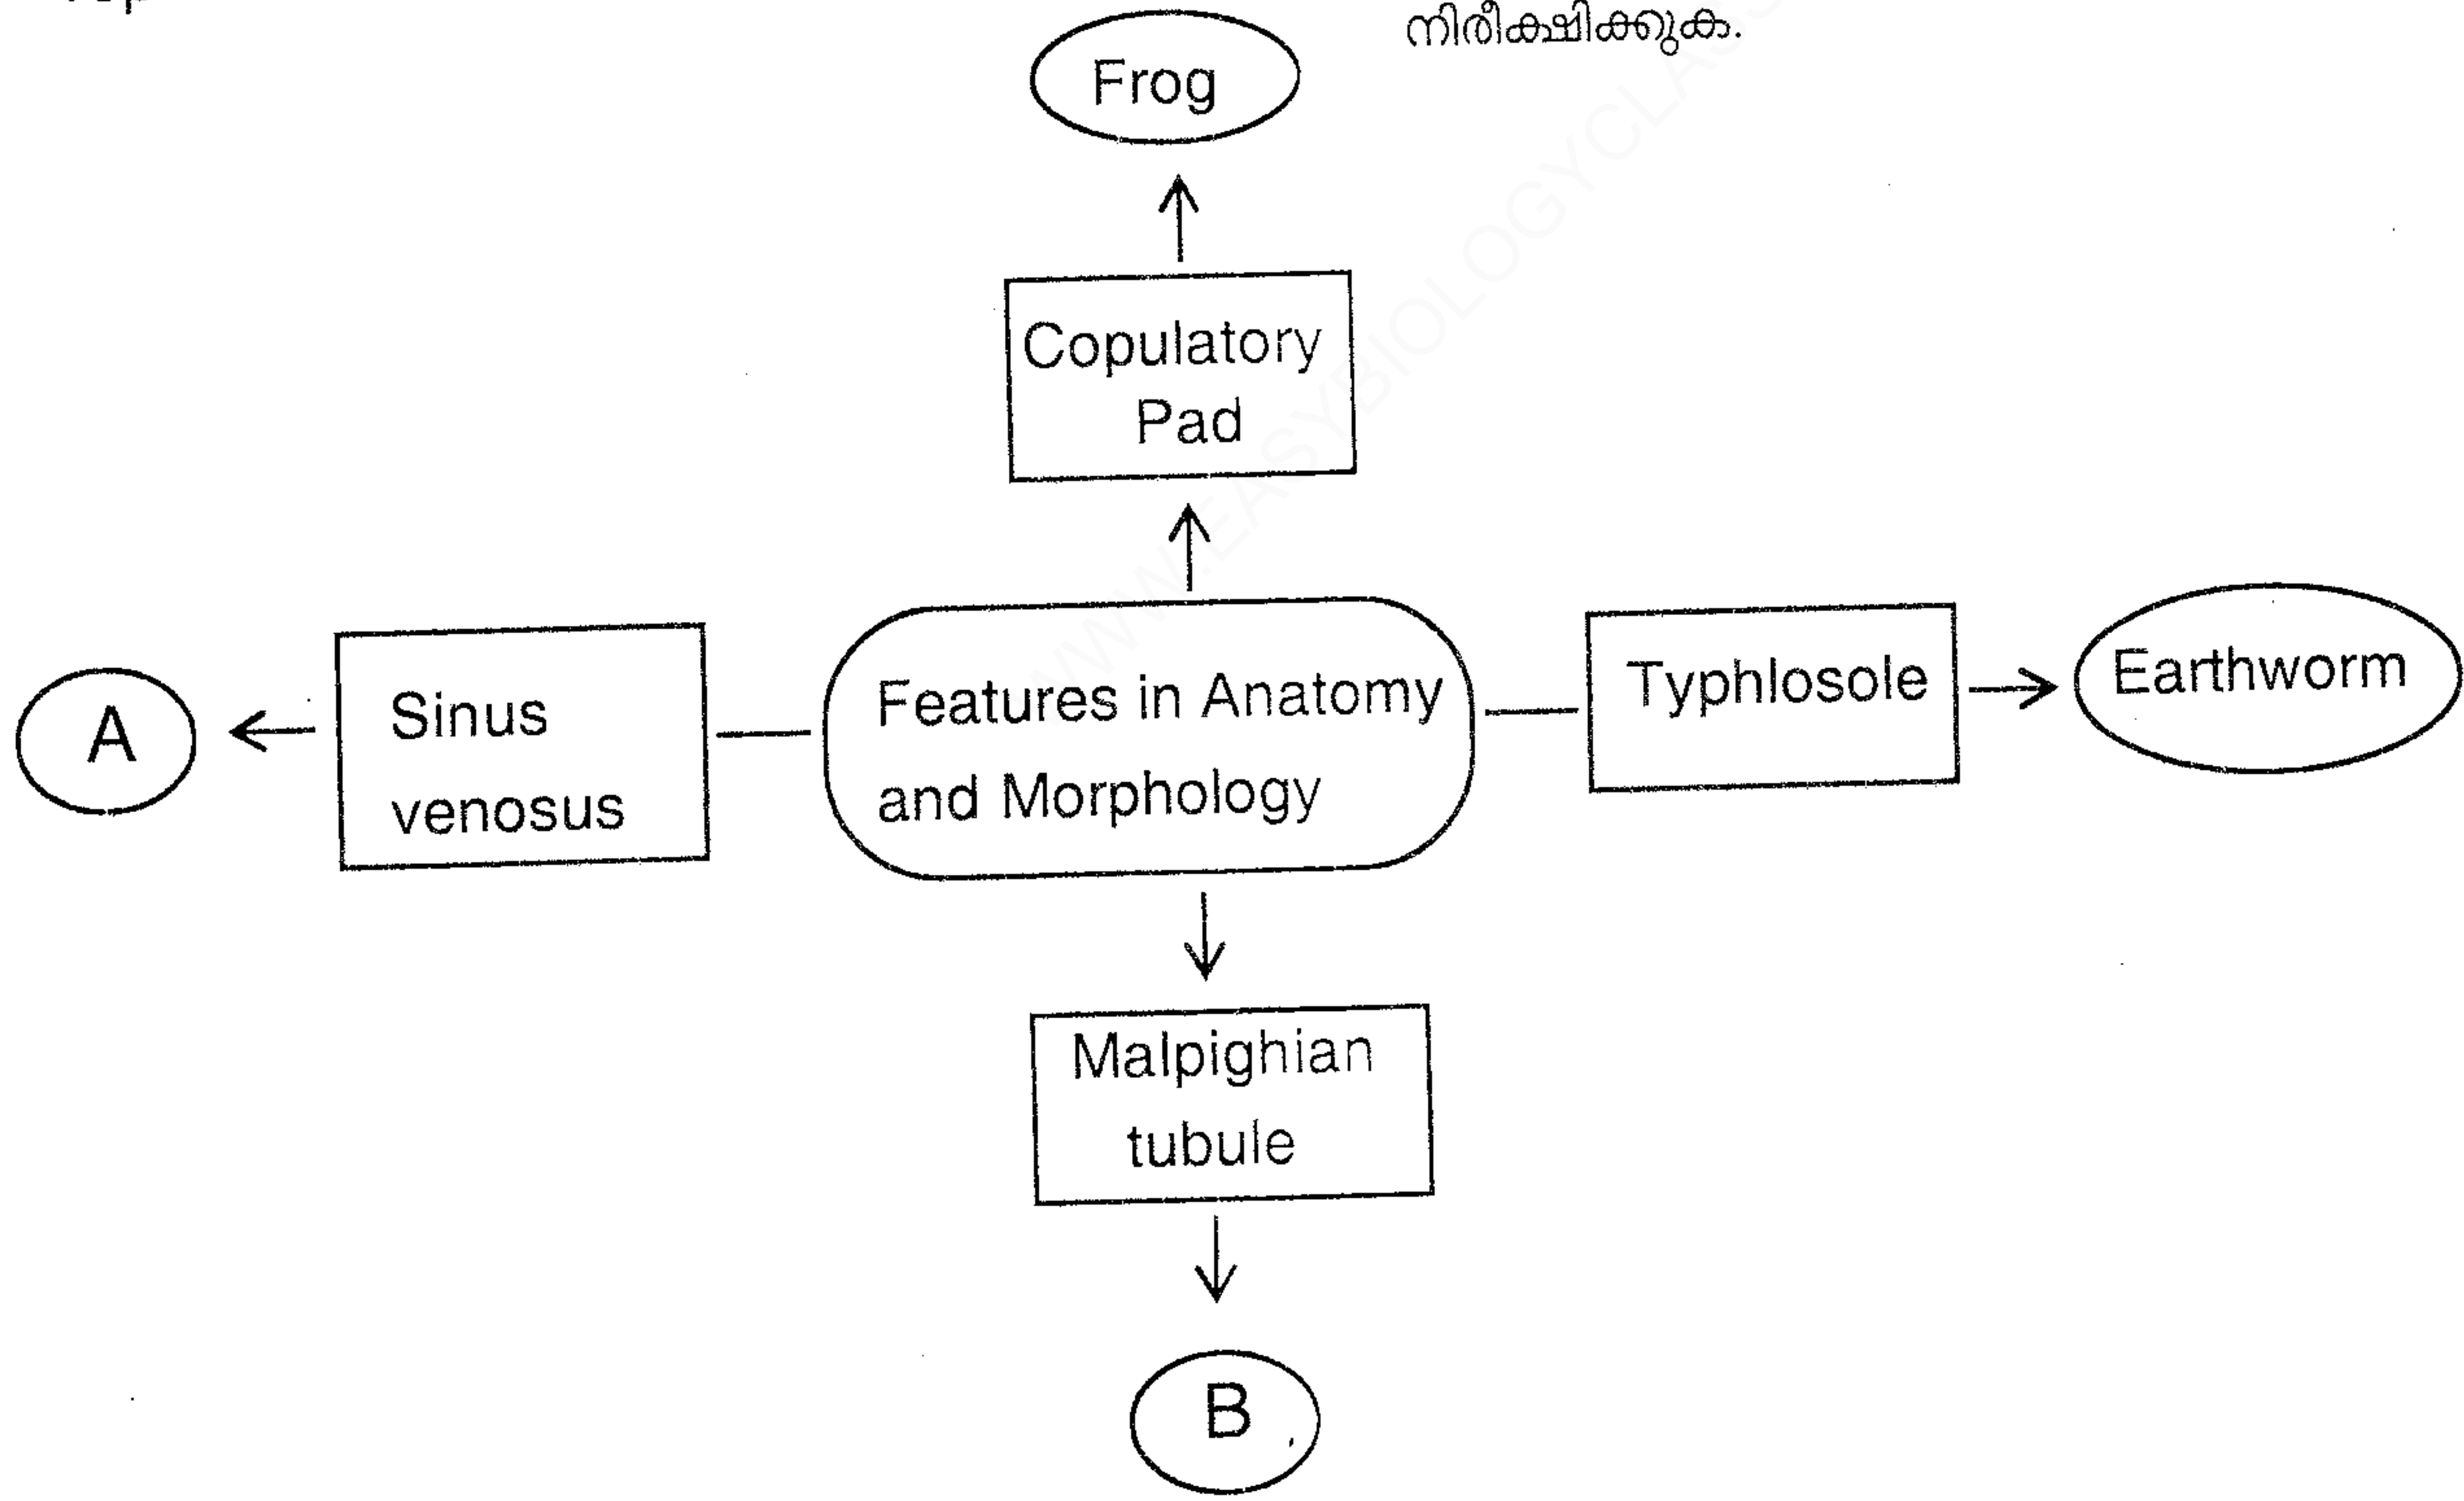 നിരീക്ഷിക്കുക.
Frog
Copulatory
Pad
A
Sinus
venosus
Features in Anatomy
and Morphology
Typhlosole
Earthworm
Malpighian
tubule
B